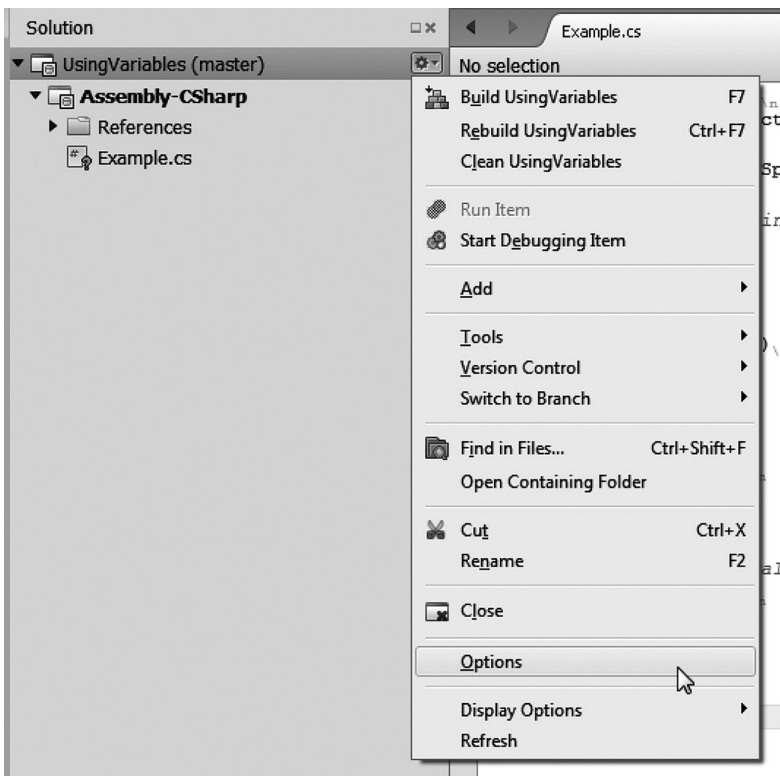 Solution
Example.cs
UsingVariables (master)
No selection
Assembly-CSharp
References
Example.cs
Build UsingVariables F7
Rebuild UsingVariables Ctrl+F7
Clean UsingVariables
Run Item
Start Debugging Item
Add
Tools
Version Control
Switch to Branch
Find in Files... Ctrl+Shift+F
Open Containing Folder
Cut Ctrl+X
Rename F2
Close
Options
Display Options
Refresh